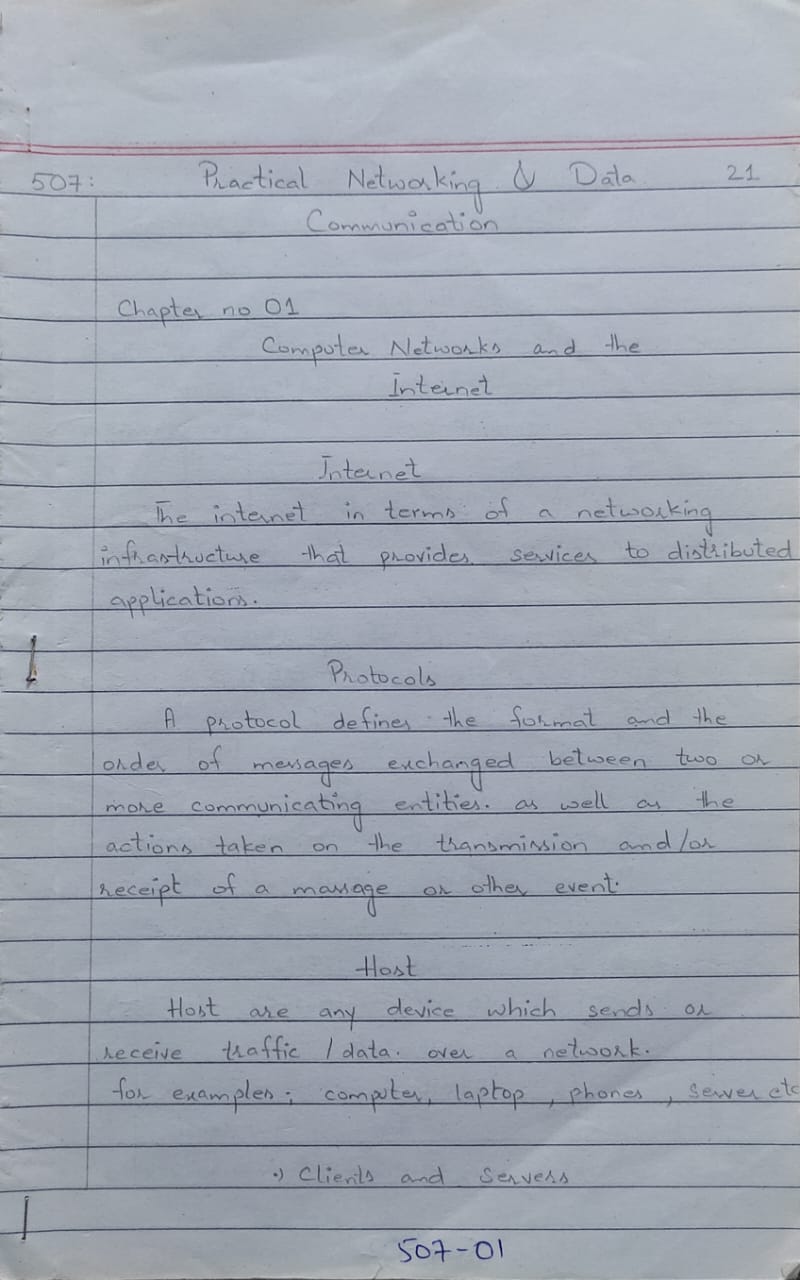 507: Practical Networking & Data 21
Communication
Chapter no 01
Computer Networks and the
Internet
Internet
The internet in terms of a networking
infrastructure that provides services to distributed
applications.
Protocols
A protocol defines the format and the
order of messages exchanged between two or
more communicating entities. as well as the
actions taken on the transmission and/or
receipt of a massage or other event.
Host
Host are any device which sends or
receive traffic / data. over a network.
for examples; computer, laptop, phones, server etc
•) Clients and Servers
507-01